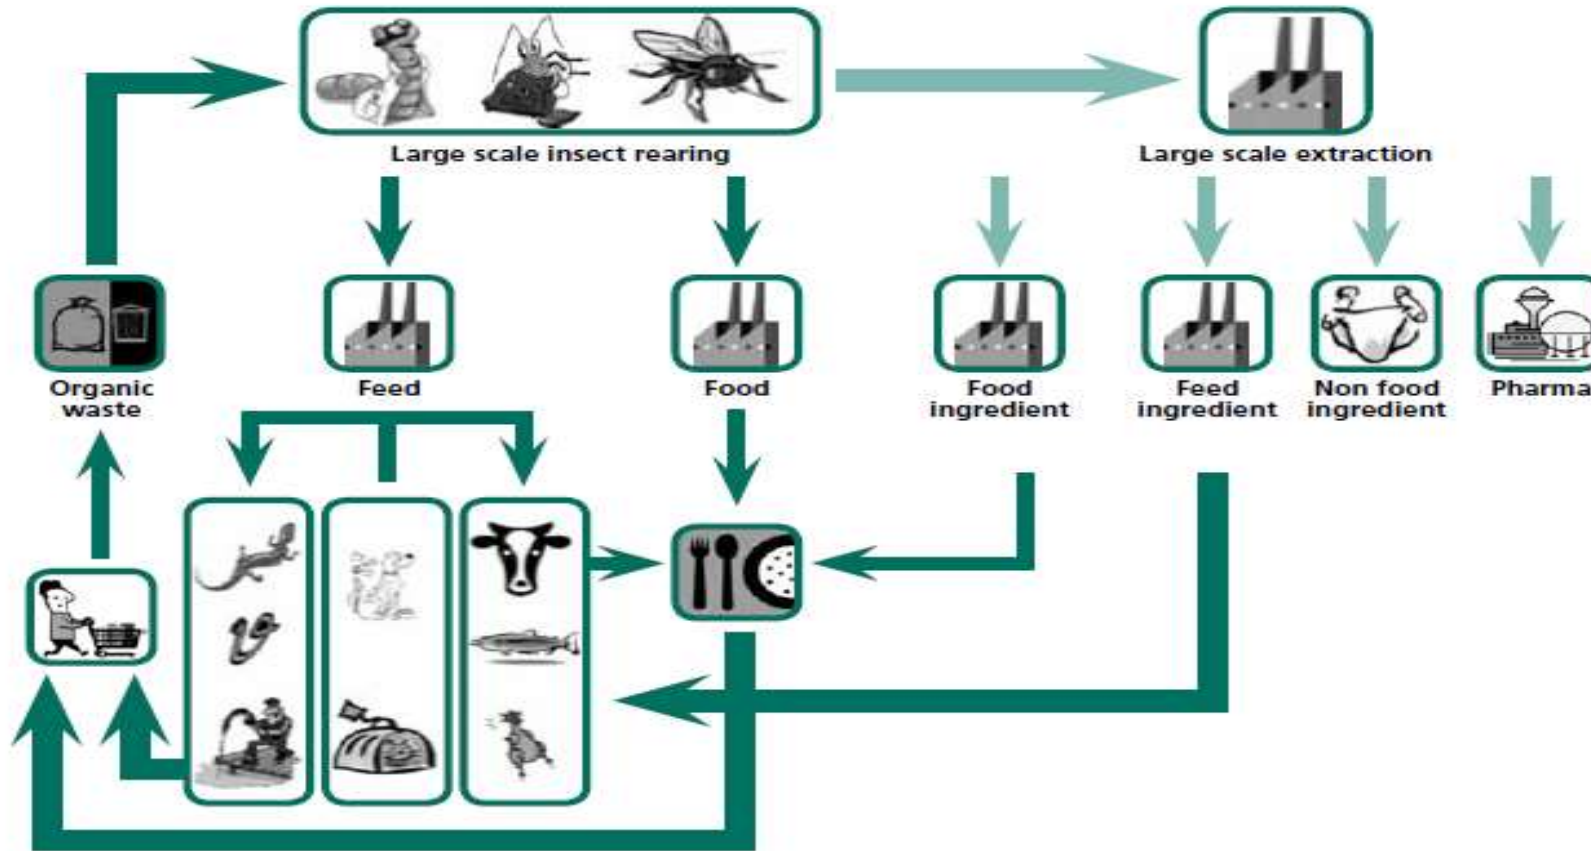 Large scale insect rearing
Large scale extraction
Organic
waste
Feed
Food
Food
ingredient
Feed
ingredient
Non food
ingredient
Pharma